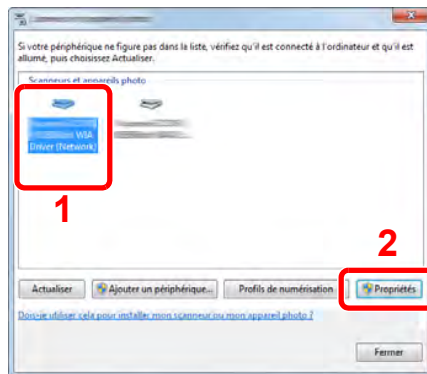 Si votre périphérique ne figure pas dans la liste, vérifiez qu'il est connecté à l'ordinateur et qu'il est
allumé, puis choisissez Actualiser.
Scanneurs et appareils photo
WIA
Driver (Network)
1
2
Actualiser
Ajouter un périphérique...
Profils de numérisation
Propriétés
Dois-je utiliser cela pour installer mon scanneur ou mon appareil photo ?
Fermer